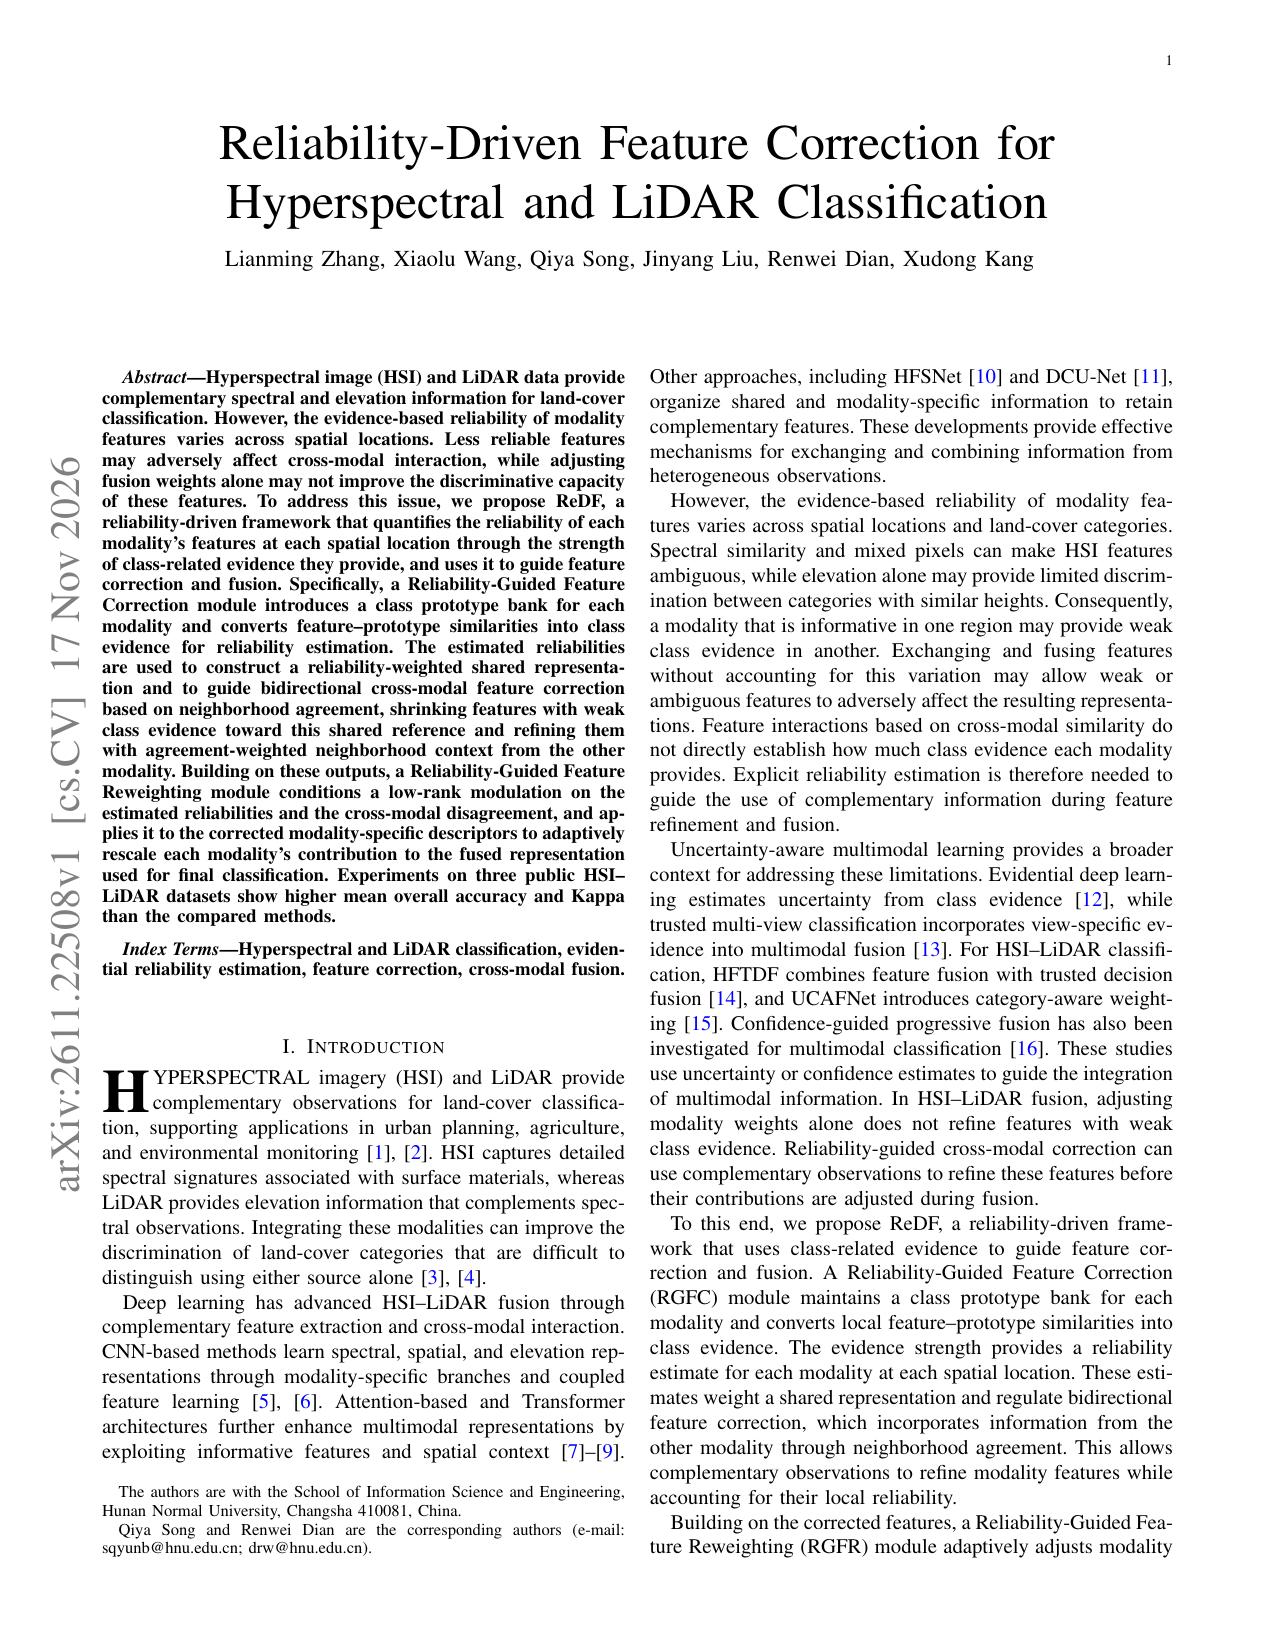 1
Reliability-Driven Feature Correction for
Hyperspectral and LiDAR Classification
Lianming Zhang, Xiaolu Wang, Qiya Song, Jinyang Liu, Renwei Dian, Xudong Kang
arXiv:2611.22508v1 [cs.CV] 17 Nov 2026
Abstract—Hyperspectral image (HSI) and LiDAR data provide
complementary spectral and elevation information for land-cover
classification. However, the evidence-based reliability of modality
features varies across spatial locations. Less reliable features
may adversely affect cross-modal interaction, while adjusting
fusion weights alone may not improve the discriminative capacity
of these features. To address this issue, we propose ReDF, a
reliability-driven framework that quantifies the reliability of each
modality's features at each spatial location through the strength
of class-related evidence they provide, and uses it to guide feature
correction and fusion. Specifically, a Reliability-Guided Feature
Correction module introduces a class prototype bank for each
modality and converts feature–prototype similarities into class
evidence for reliability estimation. The estimated reliabilities
are used to construct a reliability-weighted shared representa-
tion and to guide bidirectional cross-modal feature correction
based on neighborhood agreement, shrinking features with weak
class evidence toward this shared reference and refining them
with agreement-weighted neighborhood context from the other
modality. Building on these outputs, a Reliability-Guided Feature
Reweighting module conditions a low-rank modulation on the
estimated reliabilities and the cross-modal disagreement, and ap-
plies it to the corrected modality-specific descriptors to adaptively
rescale each modality's contribution to the fused representation
used for final classification. Experiments on three public HSI–
LiDAR datasets show higher mean overall accuracy and Kappa
than the compared methods.
Index Terms—Hyperspectral and LiDAR classification, eviden-
tial reliability estimation, feature correction, cross-modal fusion.
I. INTRODUCTION
HYPERSPECTRAL imagery (HSI) and LiDAR provide
complementary observations for land-cover classifica-
tion, supporting applications in urban planning, agriculture,
and environmental monitoring [1], [2]. HSI captures detailed
spectral signatures associated with surface materials, whereas
LiDAR provides elevation information that complements spec-
tral observations. Integrating these modalities can improve the
discrimination of land-cover categories that are difficult to
distinguish using either source alone [3], [4].
Deep learning has advanced HSI–LiDAR fusion through
complementary feature extraction and cross-modal interaction.
CNN-based methods learn spectral, spatial, and elevation rep-
resentations through modality-specific branches and coupled
feature learning [5], [6]. Attention-based and Transformer
architectures further enhance multimodal representations by
exploiting informative features and spatial context [7]–[9].
The authors are with the School of Information Science and Engineering,
Hunan Normal University, Changsha 410081, China.
Qiya Song and Renwei Dian are the corresponding authors (e-mail:
sqyunb@hnu.edu.cn; drw@hnu.edu.cn).
Other approaches, including HFSNet [10] and DCU-Net [11],
organize shared and modality-specific information to retain
complementary features. These developments provide effective
mechanisms for exchanging and combining information from
heterogeneous observations.
However, the evidence-based reliability of modality fea-
tures varies across spatial locations and land-cover categories.
Spectral similarity and mixed pixels can make HSI features
ambiguous, while elevation alone may provide limited discrim-
ination between categories with similar heights. Consequently,
a modality that is informative in one region may provide weak
class evidence in another. Exchanging and fusing features
without accounting for this variation may allow weak or
ambiguous features to adversely affect the resulting representa-
tions. Feature interactions based on cross-modal similarity do
not directly establish how much class evidence each modality
provides. Explicit reliability estimation is therefore needed to
guide the use of complementary information during feature
refinement and fusion.
Uncertainty-aware multimodal learning provides a broader
context for addressing these limitations. Evidential deep learn-
ing estimates uncertainty from class evidence [12], while
trusted multi-view classification incorporates view-specific ev-
idence into multimodal fusion [13]. For HSI–LiDAR classifi-
cation, HFTDF combines feature fusion with trusted decision
fusion [14], and UCAFNet introduces category-aware weight-
ing [15]. Confidence-guided progressive fusion has also been
investigated for multimodal classification [16]. These studies
use uncertainty or confidence estimates to guide the integration
of multimodal information. In HSI–LiDAR fusion, adjusting
modality weights alone does not refine features with weak
class evidence. Reliability-guided cross-modal correction can
use complementary observations to refine these features before
their contributions are adjusted during fusion.
To this end, we propose ReDF, a reliability-driven frame-
work that uses class-related evidence to guide feature cor-
rection and fusion. A Reliability-Guided Feature Correction
(RGFC) module maintains a class prototype bank for each
modality and converts local feature–prototype similarities into
class evidence. The evidence strength provides a reliability
estimate for each modality at each spatial location. These esti-
mates weight a shared representation and regulate bidirectional
feature correction, which incorporates information from the
other modality through neighborhood agreement. This allows
complementary observations to refine modality features while
accounting for their local reliability.
Building on the corrected features, a Reliability-Guided Fea-
ture Reweighting (RGFR) module adaptively adjusts modality